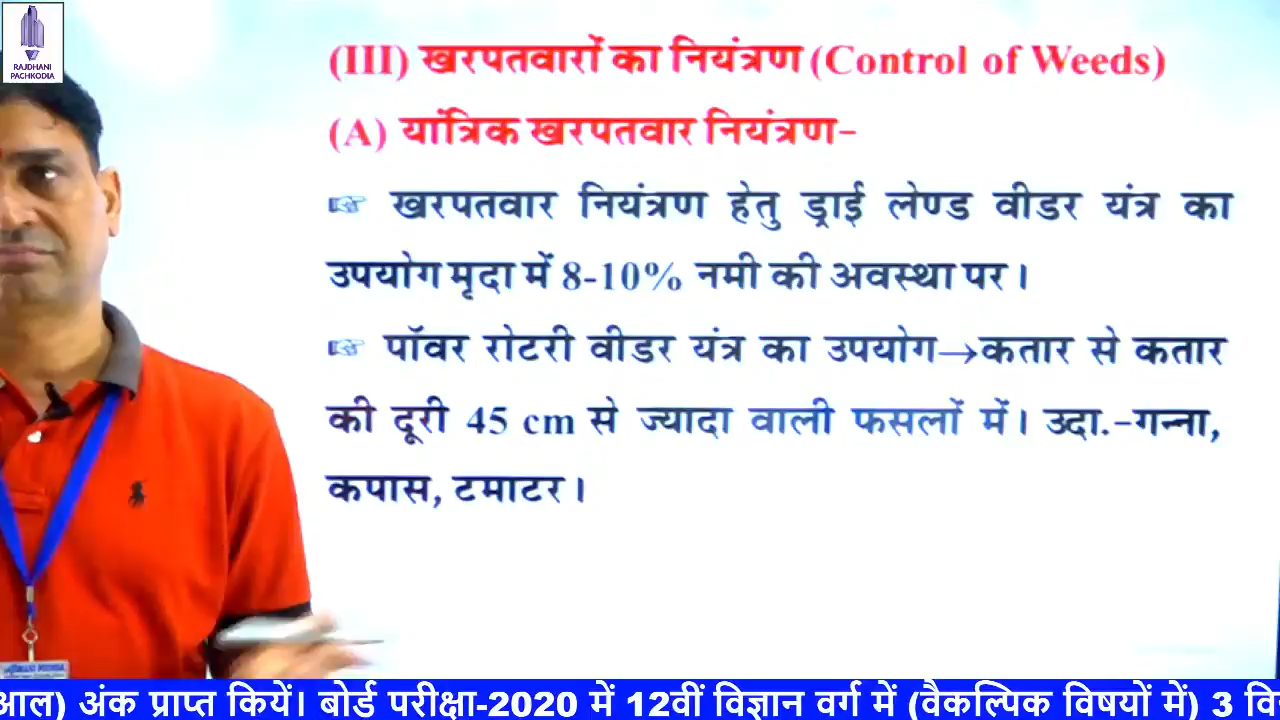 RAJDHANI
PACHKODIA
(III) खरपतवारों का नियंत्रण (Control of Weeds)
(A) यांत्रिक खरपतवार नियंत्रण-
☞ खरपतवार नियंत्रण हेतु ड्राई लेण्ड वीडर यंत्र का
उपयोग मृदा में 8-10% नमी की अवस्था पर।
☞ पॉवर रोटरी वीडर यंत्र का उपयोग→कतार से कतार
की दूरी 45 cm से ज्यादा वाली फसलों में। उदा.-गन्ना,
कपास, टमाटर।
आल) अंक प्राप्त कियें। बोर्ड परीक्षा-2020 में 12वीं विज्ञान वर्ग में (वैकल्पिक विषयों में) 3 वि